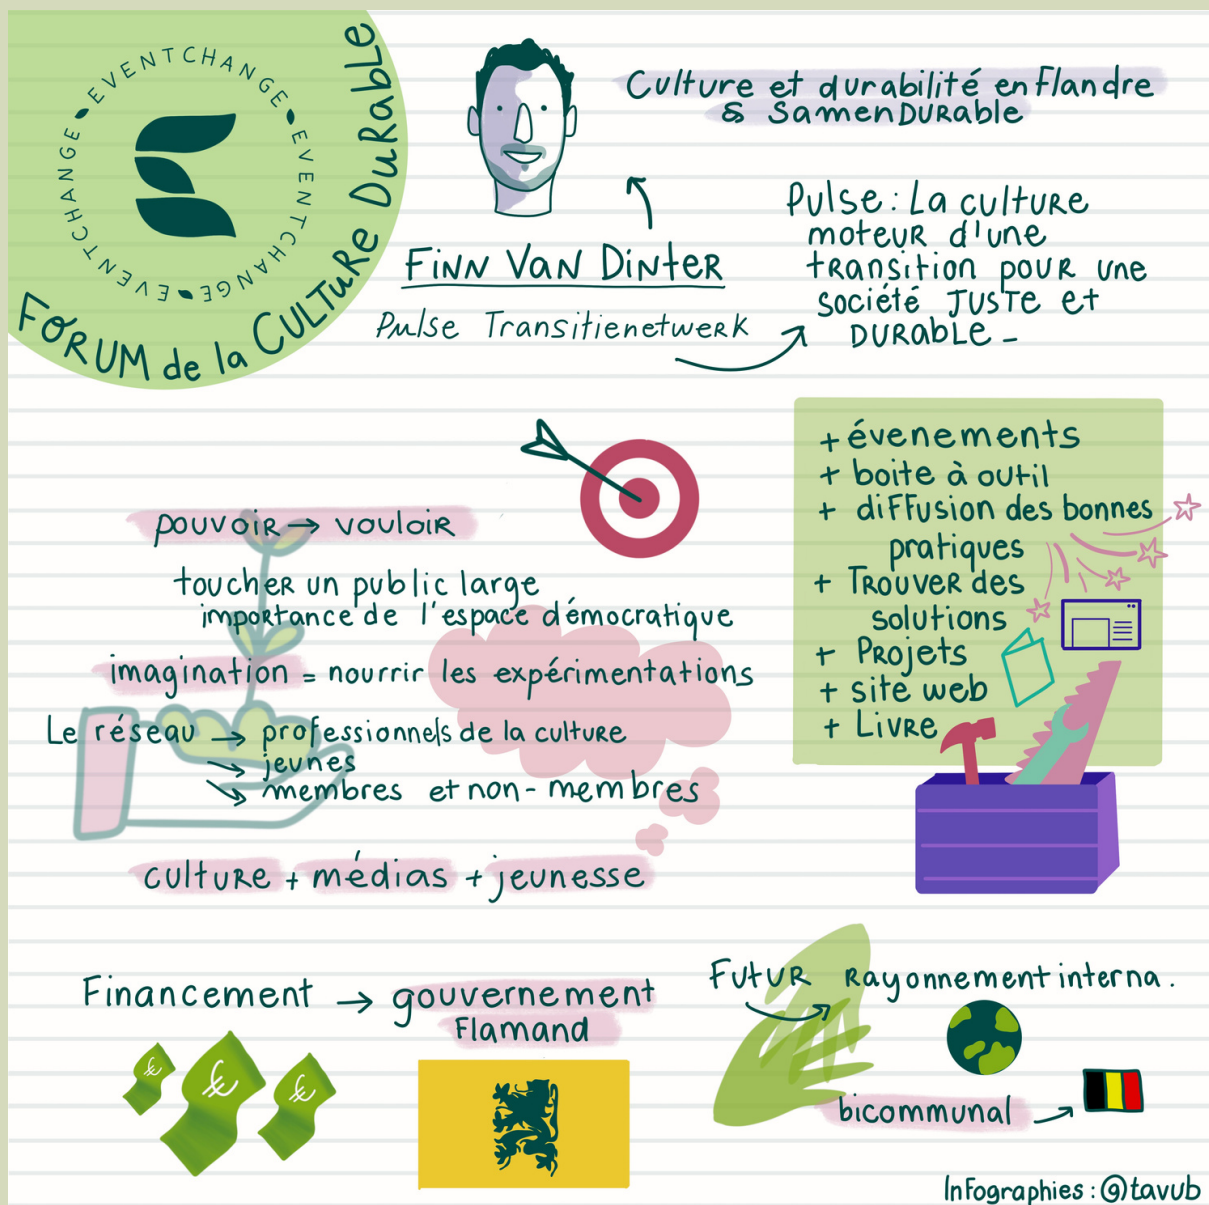 EVENTCHANGE • EVENTCHANGE • EVENTCHANGE • EVENTCHANGE
FORUM de la CULTURE DURABLE
Culture et durabilité en Flandre
& SamenDURable
FINN VAN DINTER
Pulse Transitienetwerk
Pulse : La culture
moteur d'une
transition pour une
société JUSTE et
DURABLE -
pouvoir → vouloir
toucher un public large
importance de l'espace démocratique
imagination = nourrir les expérimentations
Le réseau → professionnels de la culture
→ jeunes
→ membres et non-membres
culture + médias + jeunesse
+ évenements
+ boite à outil
+ diffusion des bonnes
pratiques
+ Trouver des
solutions
+ Projets
+ site web
+ Livre
Financement → gouvernement
Flamand
€ € €
Futur → Rayonnement interna.
bicommunal →
Infographies : @tavub